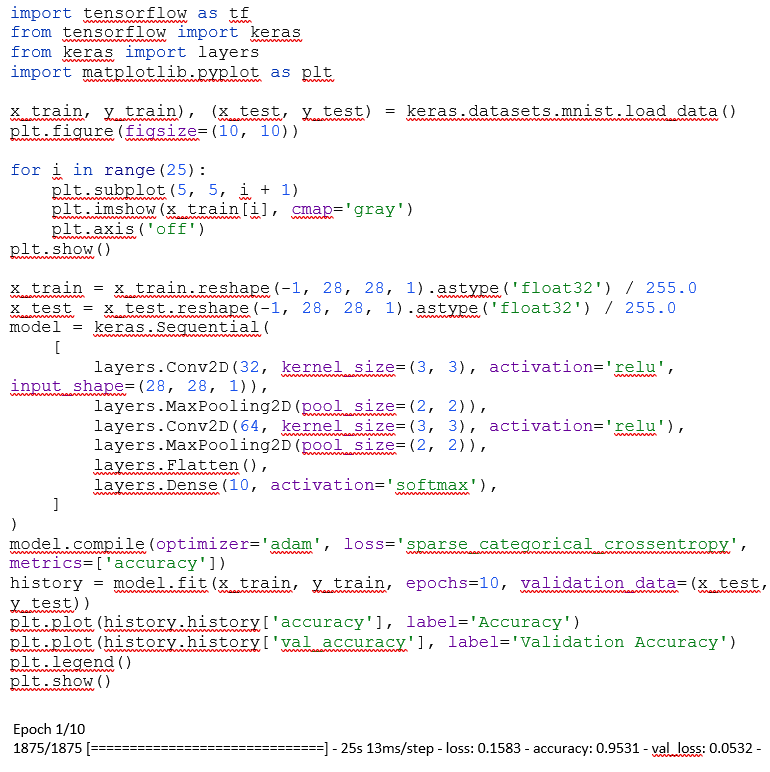 import tensorflow as tf
from tensorflow import keras
from keras import layers
import matplotlib.pyplot as plt

x_train, y_train), (x_test, y_test) = keras.datasets.mnist.load_data()
plt.figure(figsize=(10, 10))

for i in range(25):
    plt.subplot(5, 5, i + 1)
    plt.imshow(x_train[i], cmap='gray')
    plt.axis('off')
plt.show()

x_train = x_train.reshape(-1, 28, 28, 1).astype('float32') / 255.0
x_test = x_test.reshape(-1, 28, 28, 1).astype('float32') / 255.0
model = keras.Sequential(
    [
        layers.Conv2D(32, kernel_size=(3, 3), activation='relu',
input_shape=(28, 28, 1)),
        layers.MaxPooling2D(pool_size=(2, 2)),
        layers.Conv2D(64, kernel_size=(3, 3), activation='relu'),
        layers.MaxPooling2D(pool_size=(2, 2)),
        layers.Flatten(),
        layers.Dense(10, activation='softmax'),
    ]
)
model.compile(optimizer='adam', loss='sparse_categorical_crossentropy',
metrics=['accuracy'])
history = model.fit(x_train, y_train, epochs=10, validation_data=(x_test,
y_test))
plt.plot(history.history['accuracy'], label='Accuracy')
plt.plot(history.history['val_accuracy'], label='Validation Accuracy')
plt.legend()
plt.show()

Epoch 1/10
1875/1875 [==============================] - 25s 13ms/step - loss: 0.1583 - accuracy: 0.9531 - val_loss: 0.0532 -